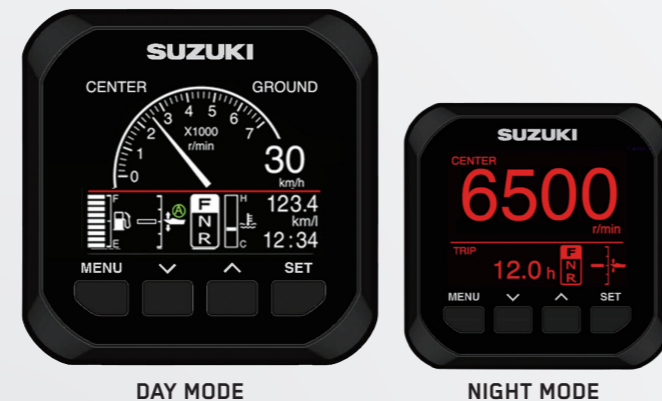 SUZUKI
CENTER GROUND
0 1 2 3 4 5 6 7
X1000
r/min
30
km/h
F
E
A
F
N
R
H
C
123.4
km/l
12:34
MENU SET
DAY MODE
SUZUKI
CENTER
6500
r/min
TRIP
12.0 h
F
N
R
MENU SET
NIGHT MODE